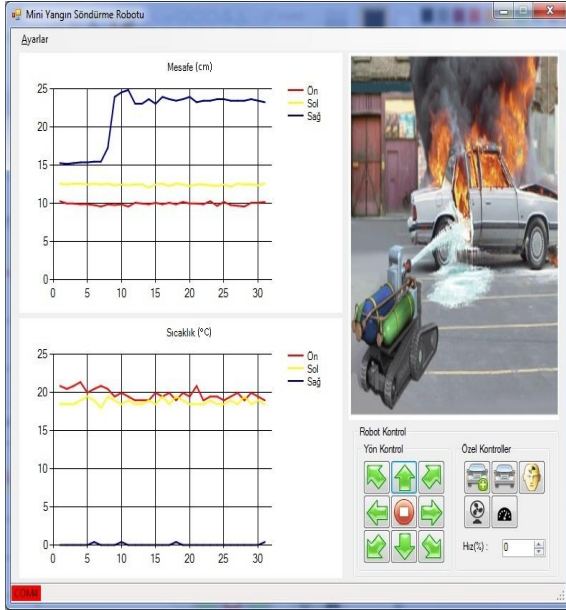 Mini Yangın Söndürme Robotu
Ayarlar
Mesafe (cm)
25
20
15
10
5
0
0 5 10 15 20 25 30
Ön
Sol
Sağ
Sıcaklık (°C)
25
20
15
10
5
0
0 5 10 15 20 25 30
Ön
Sol
Sağ
Robot Kontrol
Yön Kontrol
Özel Kontroller
Hız(%) : 0
COM4